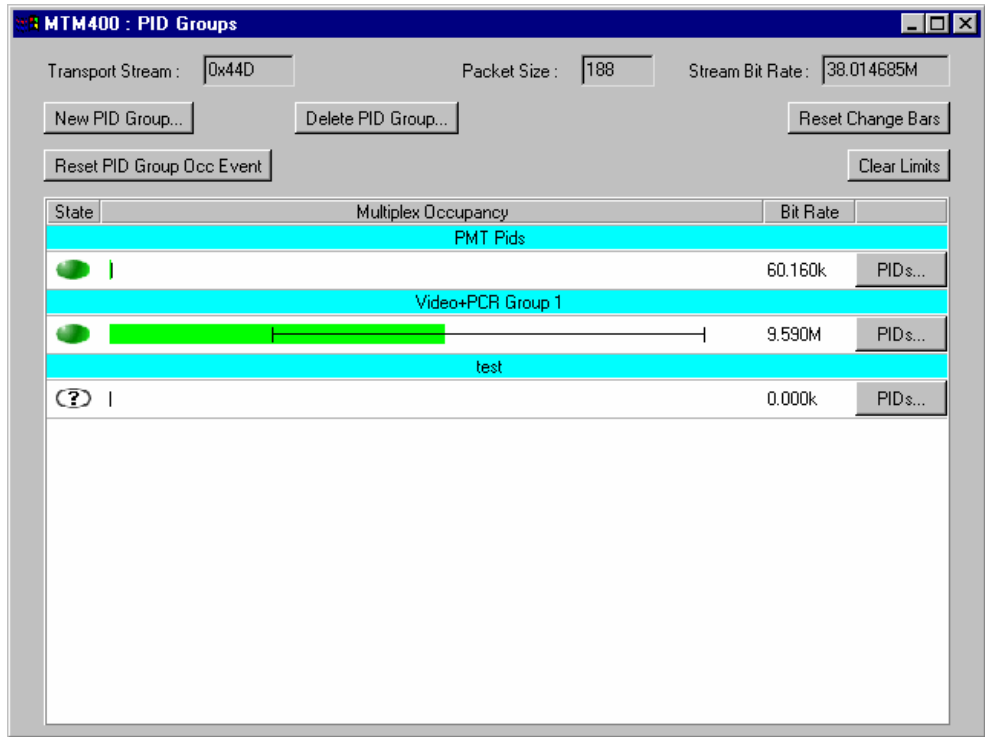 MTM400 : PID Groups
Transport Stream : 0x44D Packet Size : 188 Stream Bit Rate : 38.014685M
New PID Group... Delete PID Group... Reset Change Bars
Reset PID Group Occ Event Clear Limits
State Multiplex Occupancy Bit Rate
PMT Pids
60.160k PIDs...
Video+PCR Group 1
9.590M PIDs...
test
(?) 0.000k PIDs...